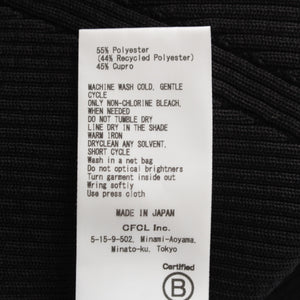 55% Polyester
(44% Recycled Polyester)
45% Cupro
MACHINE WASH COLD, GENTLE
CYCLE
ONLY NON-CHLORINE BLEACH,
WHEN NEEDED
DO NOT TUMBLE DRY
LINE DRY IN THE SHADE
WARM IRON
DRYCLEAN ANY SOLVENT,
SHORT CYCLE
Wash in a net bag
Do not optical brightners
Turn garment inside out
Wring softly
Use press cloth
MADE IN JAPAN
CFCL Inc.
5-15-9-502, Minami-Aoyama,
Minato-ku, Tokyo
Certified
B